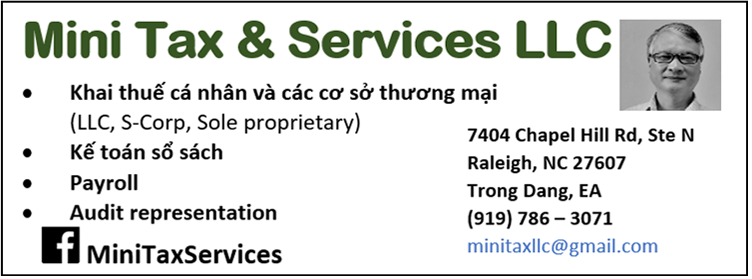 Mini Tax & Services LLC
• Khai thuế cá nhân và các cơ sở thương mại
(LLC, S-Corp, Sole proprietary)
• Kế toán sổ sách
• Payroll
• Audit representation
MiniTaxServices
7404 Chapel Hill Rd, Ste N
Raleigh, NC 27607
Trong Dang, EA
(919) 786 – 3071
minitaxllc@gmail.com